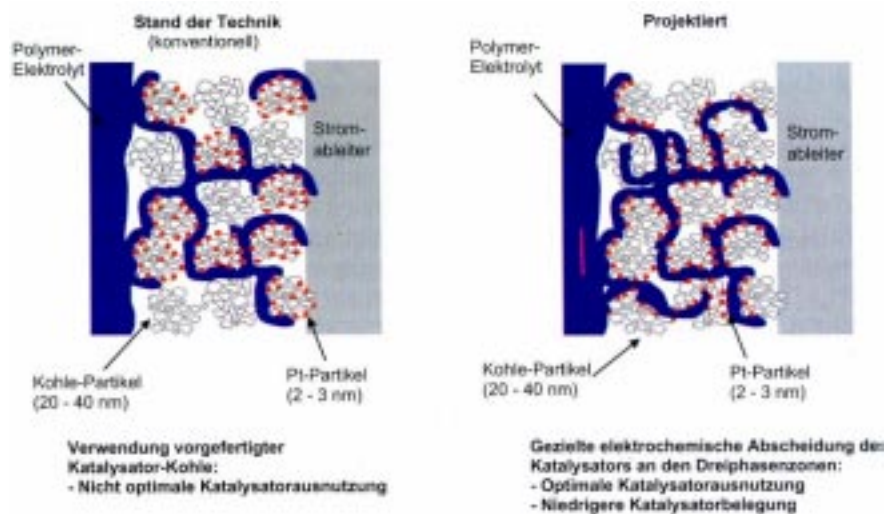 Stand der Technik
(konventionell)
Polymer-
Elektrolyt
Strom-
ableiter
Kohle-Partikel
(20 - 40 nm)
Pt-Partikel
(2 - 3 nm)
Verwendung vorgefertigter
Katalysator-Kohle:
- Nicht optimale Katalysatorausnutzung
Projektiert
Polymer-
Elektrolyt
Strom-
ableiter
Kohle-Partikel
(20 - 40 nm)
Pt-Partikel
(2 - 3 nm)
Gezielte elektrochemische Abscheidung des
Katalysators an den Dreiphasenzonen:
- Optimale Katalysatorausnutzung
- Niedrigere Katalysatorbelegung